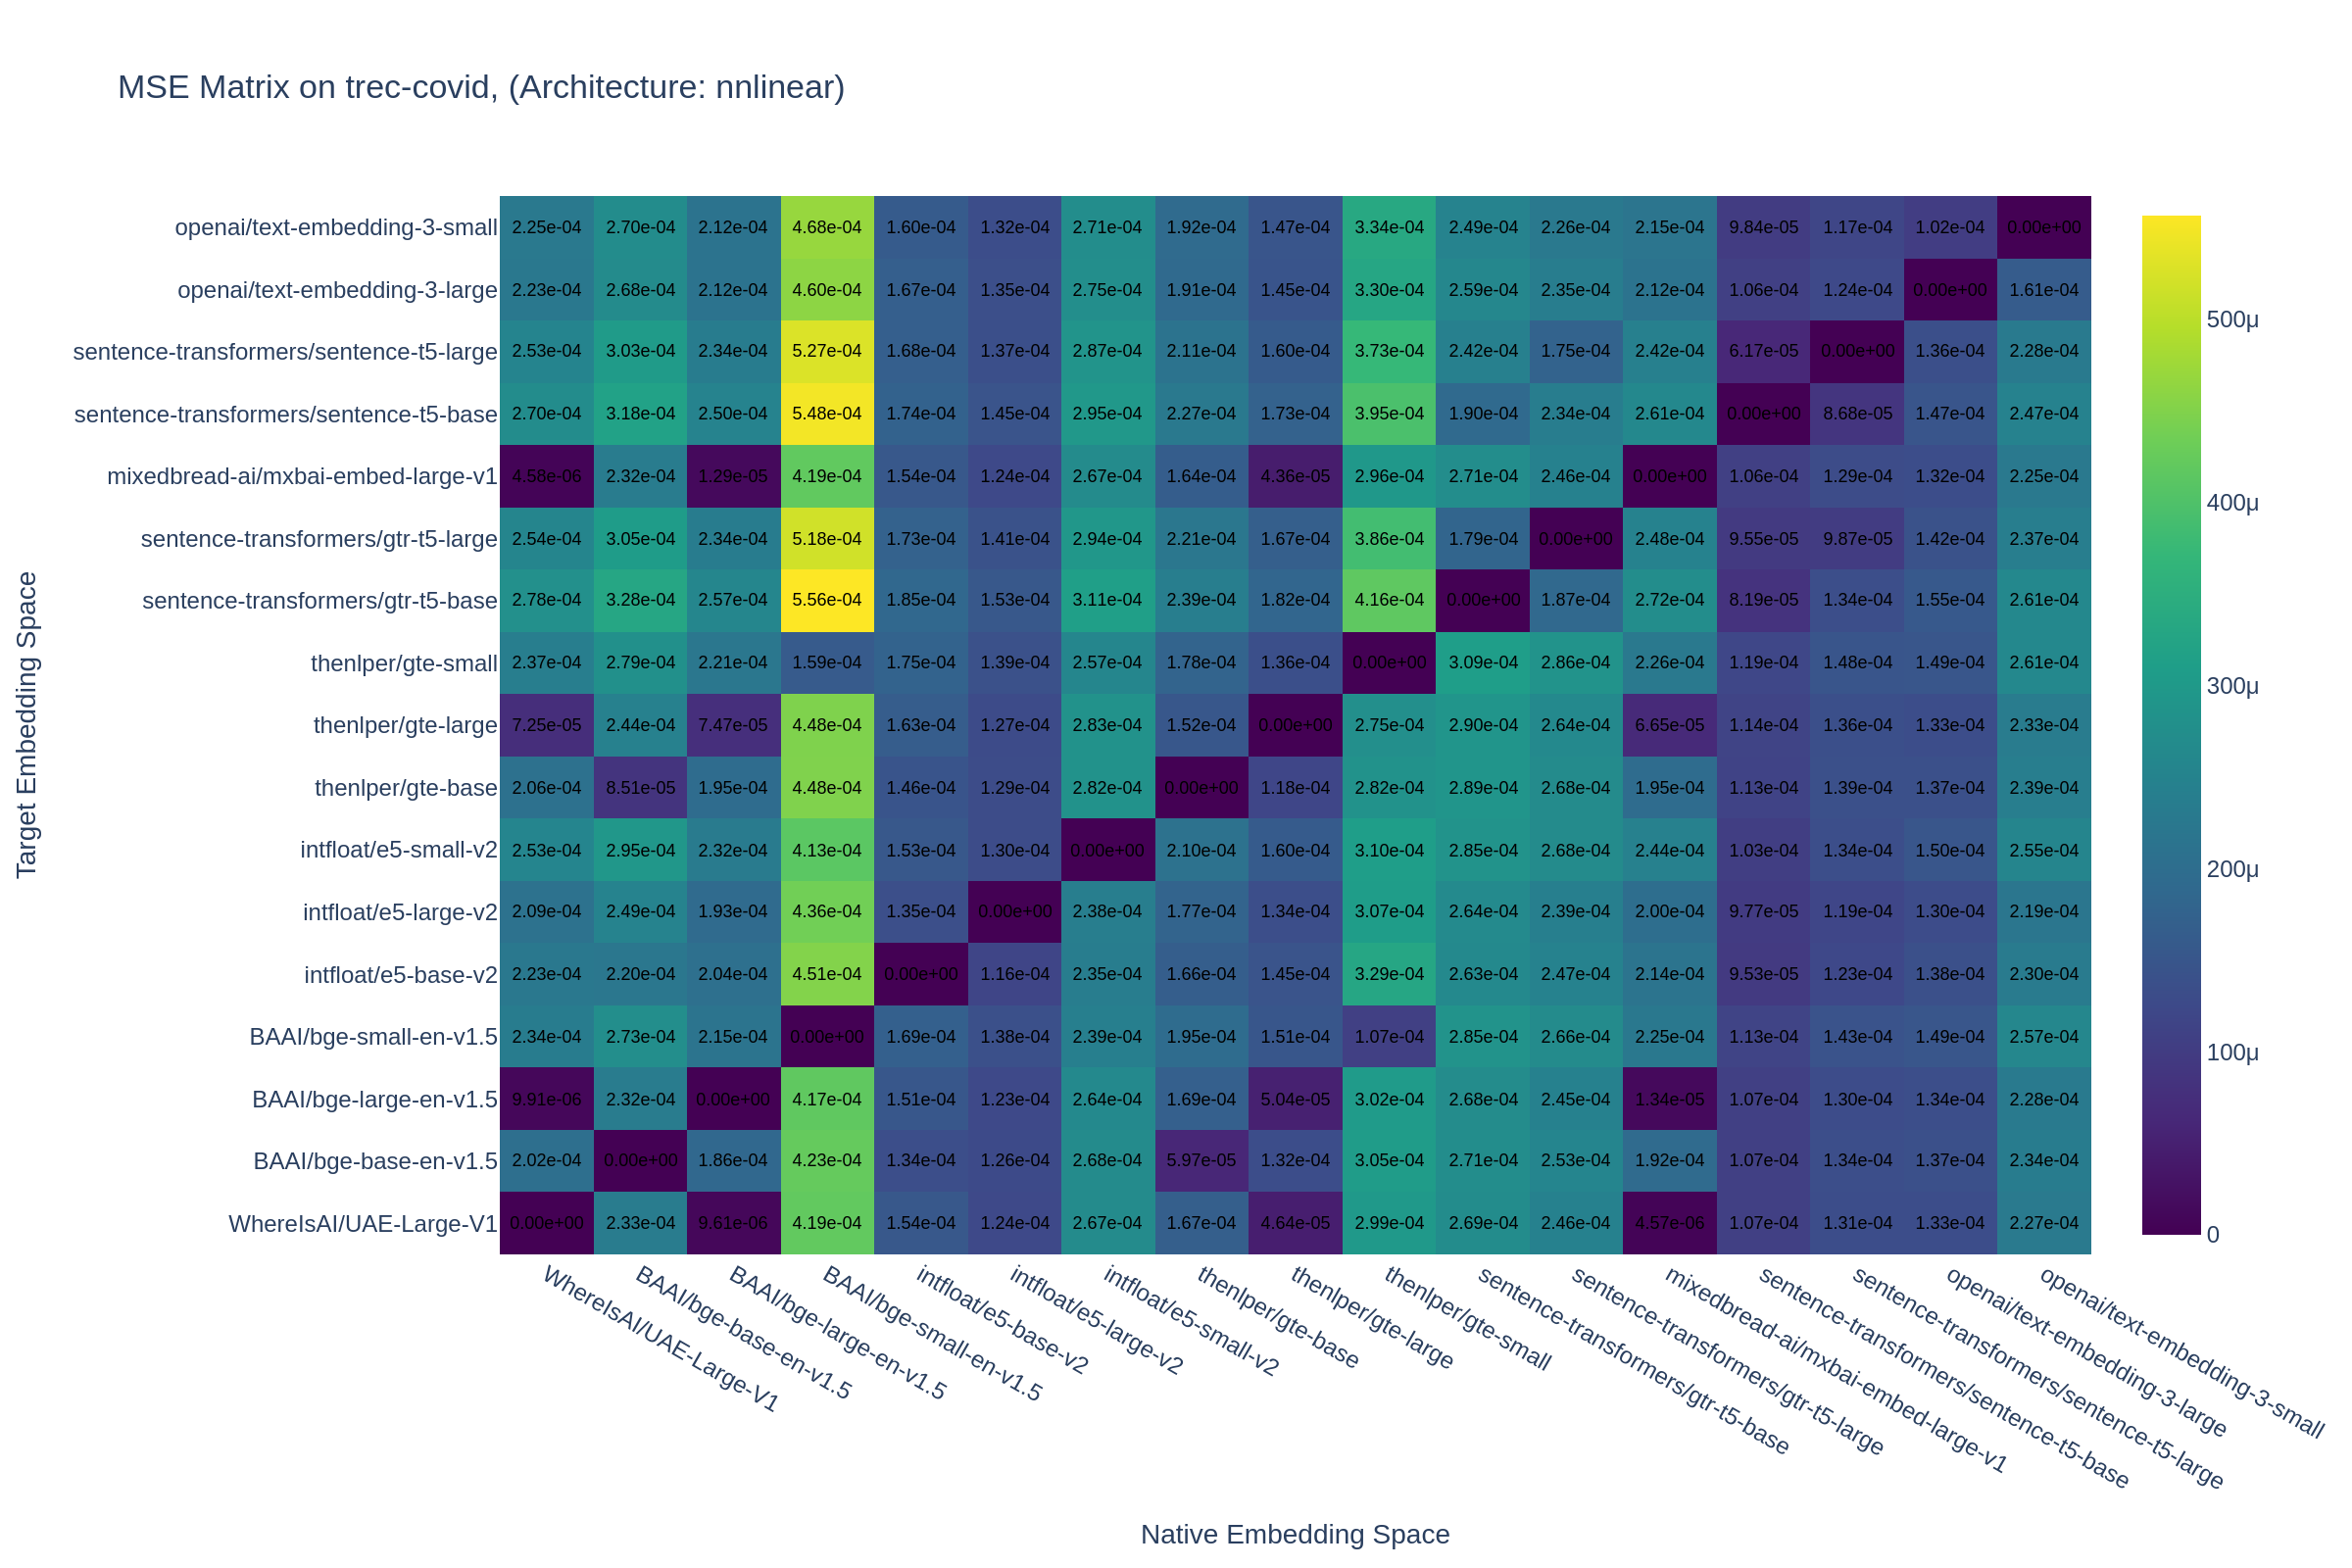 MSE Matrix on trec-covid, (Architecture: nnlinear)
openai/text-embedding-3-small 2.25e-04 2.70e-04 2.12e-04 4.68e-04 1.60e-04 1.32e-04 2.71e-04 1.92e-04 1.47e-04 3.34e-04 2.49e-04 2.26e-04 2.15e-04 9.84e-05 1.17e-04 1.02e-04 0.00e+00
openai/text-embedding-3-large 2.23e-04 2.68e-04 2.12e-04 4.60e-04 1.67e-04 1.35e-04 2.75e-04 1.91e-04 1.45e-04 3.30e-04 2.59e-04 2.35e-04 2.12e-04 1.06e-04 1.24e-04 0.00e+00 1.61e-04
sentence-transformers/sentence-t5-large 2.53e-04 3.03e-04 2.34e-04 5.27e-04 1.68e-04 1.37e-04 2.87e-04 2.11e-04 1.60e-04 3.73e-04 2.42e-04 1.75e-04 2.42e-04 6.17e-05 0.00e+00 1.36e-04 2.28e-04
sentence-transformers/sentence-t5-base 2.70e-04 3.18e-04 2.50e-04 5.48e-04 1.74e-04 1.45e-04 2.95e-04 2.27e-04 1.73e-04 3.95e-04 1.90e-04 2.34e-04 2.61e-04 0.00e+00 8.68e-05 1.47e-04 2.47e-04
mixedbread-ai/mxbai-embed-large-v1 4.58e-06 2.32e-04 1.29e-05 4.19e-04 1.54e-04 1.24e-04 2.67e-04 1.64e-04 4.36e-05 2.96e-04 2.71e-04 2.46e-04 0.00e+00 1.06e-04 1.29e-04 1.32e-04 2.25e-04
sentence-transformers/gtr-t5-large 2.54e-04 3.05e-04 2.34e-04 5.18e-04 1.73e-04 1.41e-04 2.94e-04 2.21e-04 1.67e-04 3.86e-04 1.79e-04 0.00e+00 2.48e-04 9.55e-05 9.87e-05 1.42e-04 2.37e-04
sentence-transformers/gtr-t5-base 2.78e-04 3.28e-04 2.57e-04 5.56e-04 1.85e-04 1.53e-04 3.11e-04 2.39e-04 1.82e-04 4.16e-04 0.00e+00 1.87e-04 2.72e-04 8.19e-05 1.34e-04 1.55e-04 2.61e-04
thenlper/gte-small 2.37e-04 2.79e-04 2.21e-04 1.59e-04 1.75e-04 1.39e-04 2.57e-04 1.78e-04 1.36e-04 0.00e+00 3.09e-04 2.86e-04 2.26e-04 1.19e-04 1.48e-04 1.49e-04 2.61e-04
thenlper/gte-large 7.25e-05 2.44e-04 7.47e-05 4.48e-04 1.63e-04 1.27e-04 2.83e-04 1.52e-04 0.00e+00 2.75e-04 2.90e-04 2.64e-04 6.65e-05 1.14e-04 1.36e-04 1.33e-04 2.33e-04
thenlper/gte-base 2.06e-04 8.51e-05 1.95e-04 4.48e-04 1.46e-04 1.29e-04 2.82e-04 0.00e+00 1.18e-04 2.82e-04 2.89e-04 2.68e-04 1.95e-04 1.13e-04 1.39e-04 1.37e-04 2.39e-04
intfloat/e5-small-v2 2.53e-04 2.95e-04 2.32e-04 4.13e-04 1.53e-04 1.30e-04 0.00e+00 2.10e-04 1.60e-04 3.10e-04 2.85e-04 2.68e-04 2.44e-04 1.03e-04 1.34e-04 1.50e-04 2.55e-04
intfloat/e5-large-v2 2.09e-04 2.49e-04 1.93e-04 4.36e-04 1.35e-04 0.00e+00 2.38e-04 1.77e-04 1.34e-04 3.07e-04 2.64e-04 2.39e-04 2.00e-04 9.77e-05 1.19e-04 1.30e-04 2.19e-04
intfloat/e5-base-v2 2.23e-04 2.20e-04 2.04e-04 4.51e-04 0.00e+00 1.16e-04 2.35e-04 1.66e-04 1.45e-04 3.29e-04 2.63e-04 2.47e-04 2.14e-04 9.53e-05 1.23e-04 1.38e-04 2.30e-04
BAAI/bge-small-en-v1.5 2.34e-04 2.73e-04 2.15e-04 0.00e+00 1.69e-04 1.38e-04 2.39e-04 1.95e-04 1.51e-04 1.07e-04 2.85e-04 2.66e-04 2.25e-04 1.13e-04 1.43e-04 1.49e-04 2.57e-04
BAAI/bge-large-en-v1.5 9.91e-06 2.32e-04 0.00e+00 4.17e-04 1.51e-04 1.23e-04 2.64e-04 1.69e-04 5.04e-05 3.02e-04 2.68e-04 2.45e-04 1.34e-05 1.07e-04 1.30e-04 1.34e-04 2.28e-04
BAAI/bge-base-en-v1.5 2.02e-04 0.00e+00 1.86e-04 4.23e-04 1.34e-04 1.26e-04 2.68e-04 5.97e-05 1.32e-04 3.05e-04 2.71e-04 2.53e-04 1.92e-04 1.07e-04 1.34e-04 1.37e-04 2.34e-04
WhereIsAI/UAE-Large-V1 0.00e+00 2.33e-04 9.61e-06 4.19e-04 1.54e-04 1.24e-04 2.67e-04 1.67e-04 4.64e-05 2.99e-04 2.69e-04 2.46e-04 4.57e-06 1.07e-04 1.31e-04 1.33e-04 2.27e-04
Target Embedding Space
WhereIsAI/UAE-Large-V1
BAAI/bge-base-en-v1.5
BAAI/bge-large-en-v1.5
BAAI/bge-small-en-v1.5
intfloat/e5-base-v2
intfloat/e5-large-v2
intfloat/e5-small-v2
thenlper/gte-base
thenlper/gte-large
thenlper/gte-small
sentence-transformers/gtr-t5-base
sentence-transformers/gtr-t5-large
mixedbread-ai/mxbai-embed-large-v1
sentence-transformers/sentence-t5-base
sentence-transformers/sentence-t5-large
openai/text-embedding-3-large
openai/text-embedding-3-small
Native Embedding Space
500μ
400μ
300μ
200μ
100μ
0